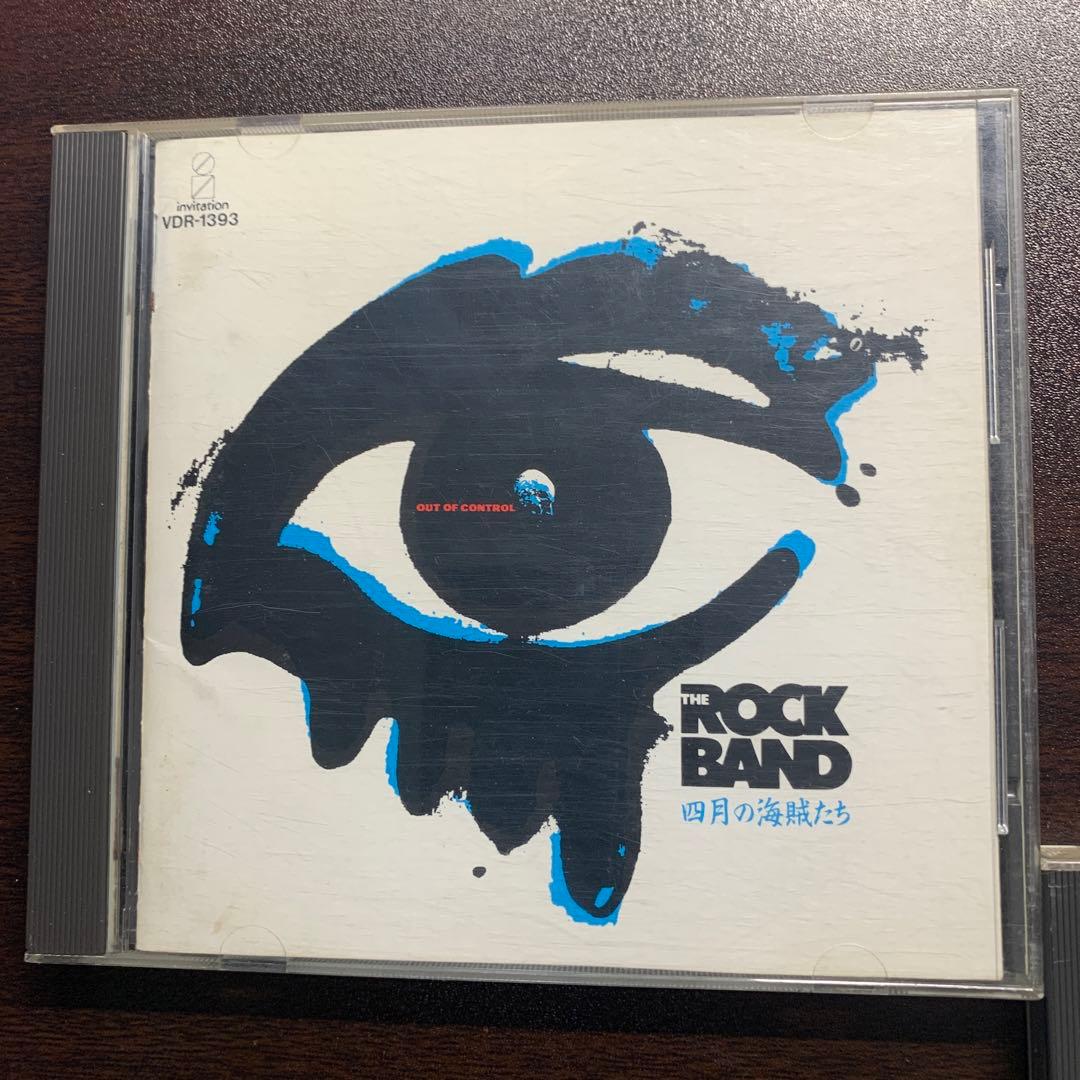 invitation
VDR-1393
OUT OF CONTROL
THE
ROCK
BAND
四月の海賊たち